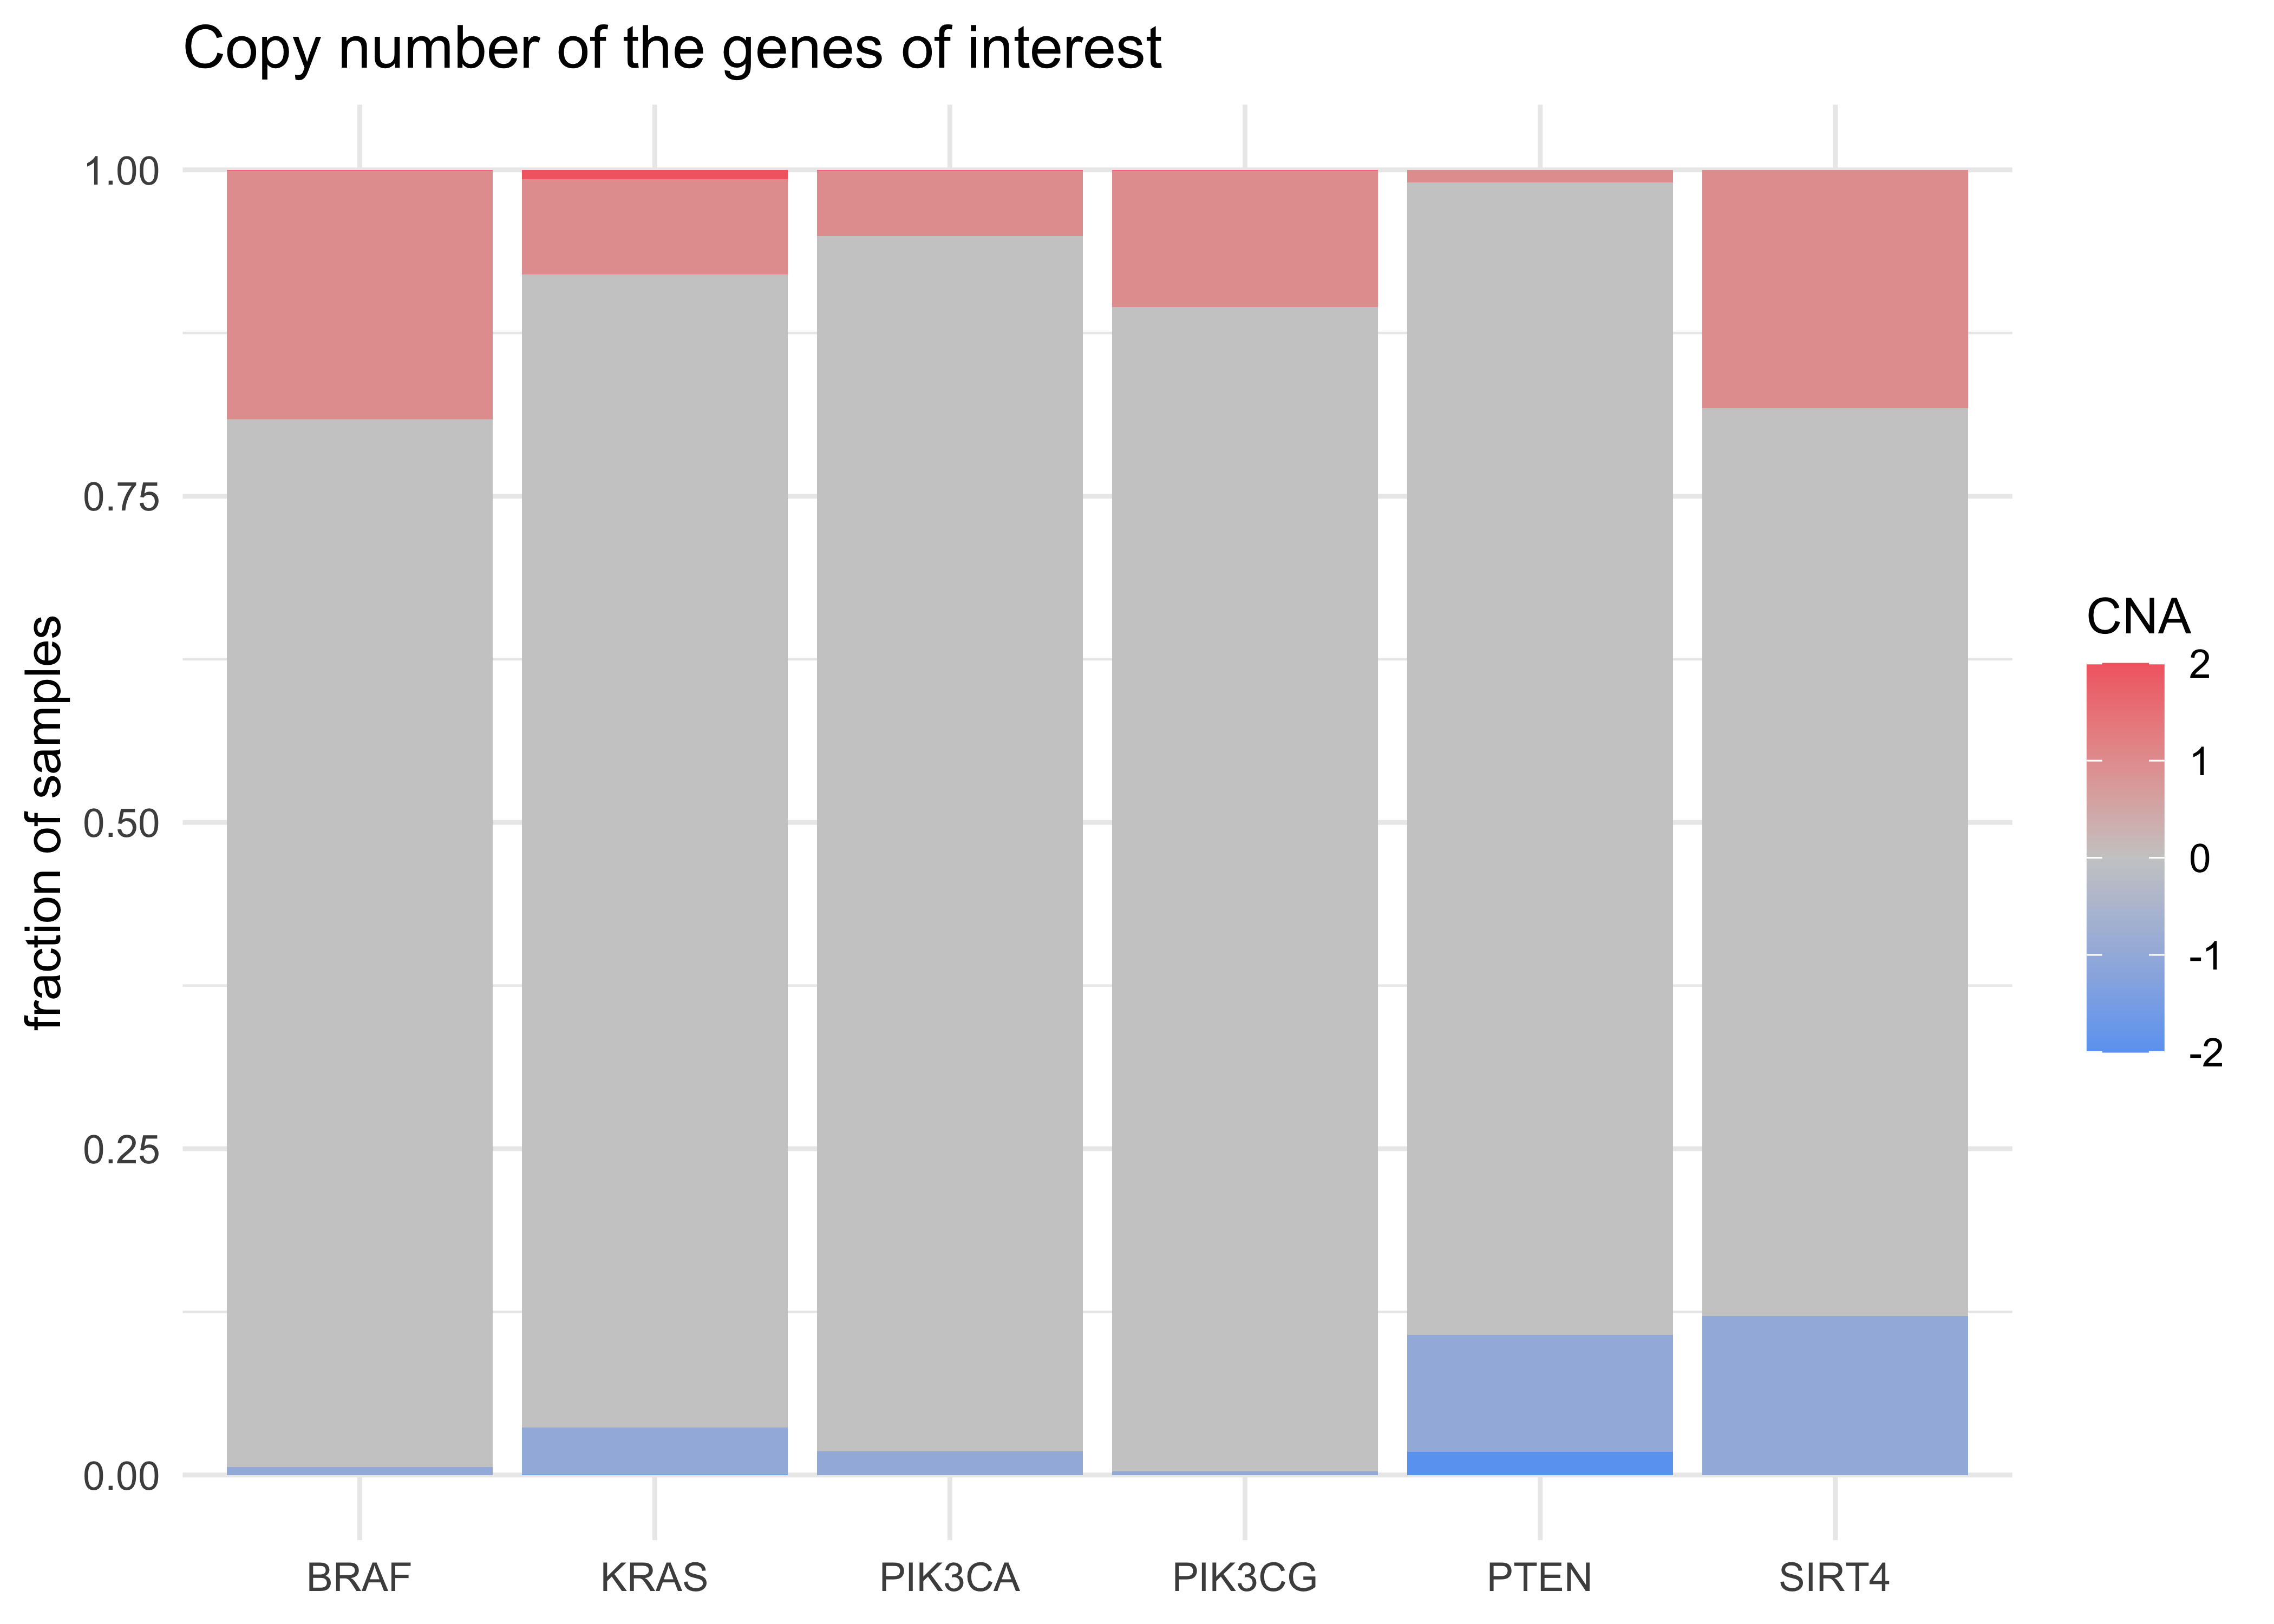 Copy number of the genes of interest
1.00
0.75
0.50
0.25
0.00
fraction of samples
BRAF KRAS PIK3CA PIK3CG PTEN SIRT4
CNA
2
1
0
-1
-2